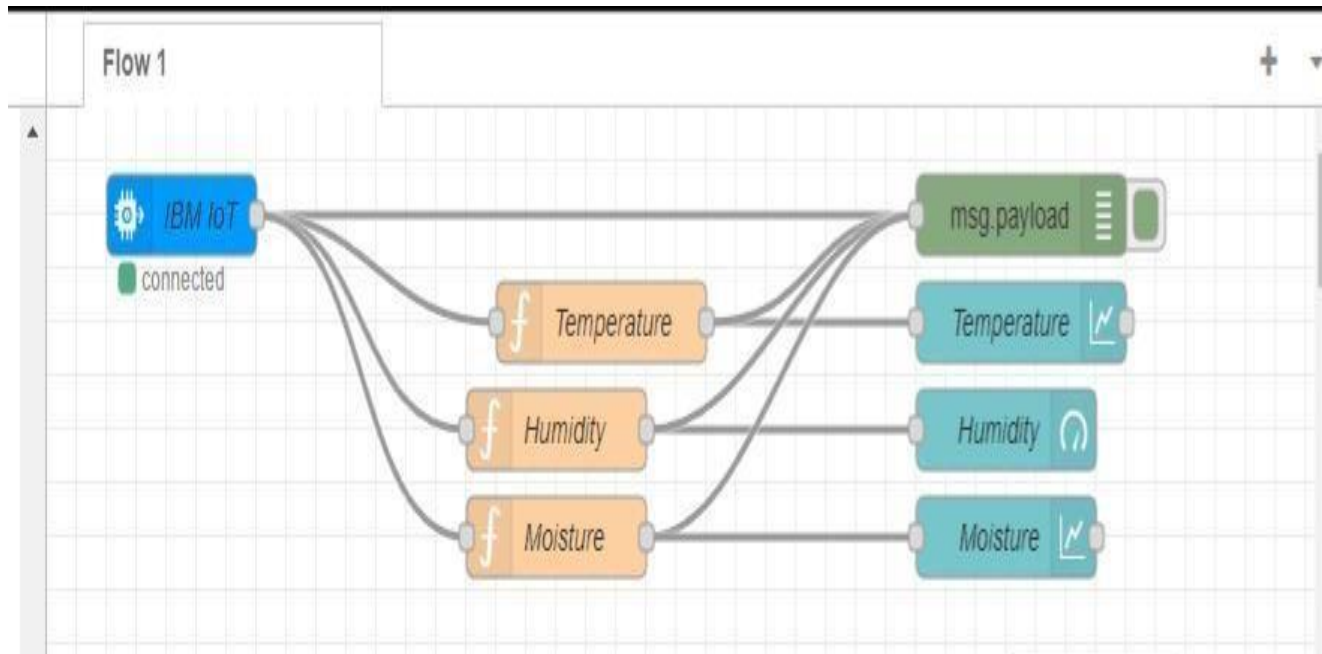 Flow 1
IBM IoT
msg.payload
connected
Temperature
Temperature
Humidity
Humidity
Moisture
Moisture